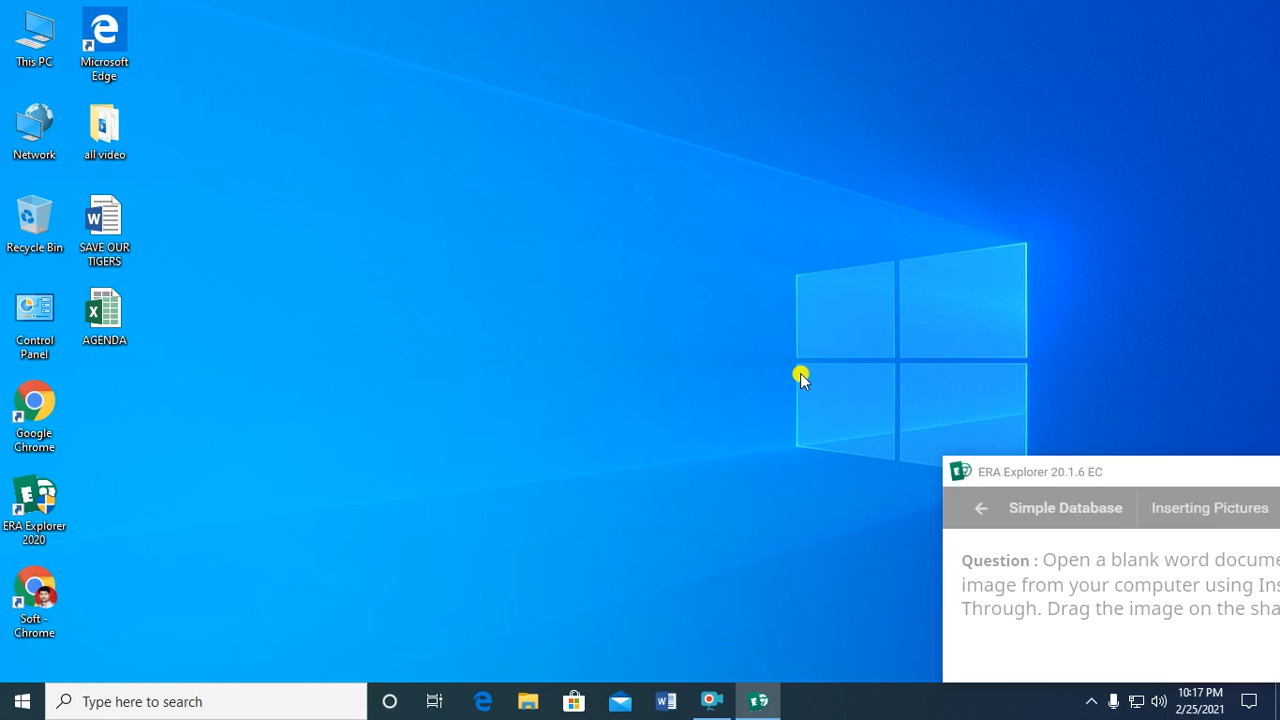 This PC
Microsoft
Edge
Network
all video
Recycle Bin
SAVE OUR
TIGERS
Control
Panel
AGENDA
Google
Chrome
ERA Explorer
2020
Soft -
Chrome
ERA Explorer 20.1.6 EC
Simple Database
Inserting Pictures
Question : Open a blank word docume
image from your computer using Ins
Through. Drag the image on the sha
Type here to search
10:17 PM
2/25/2021